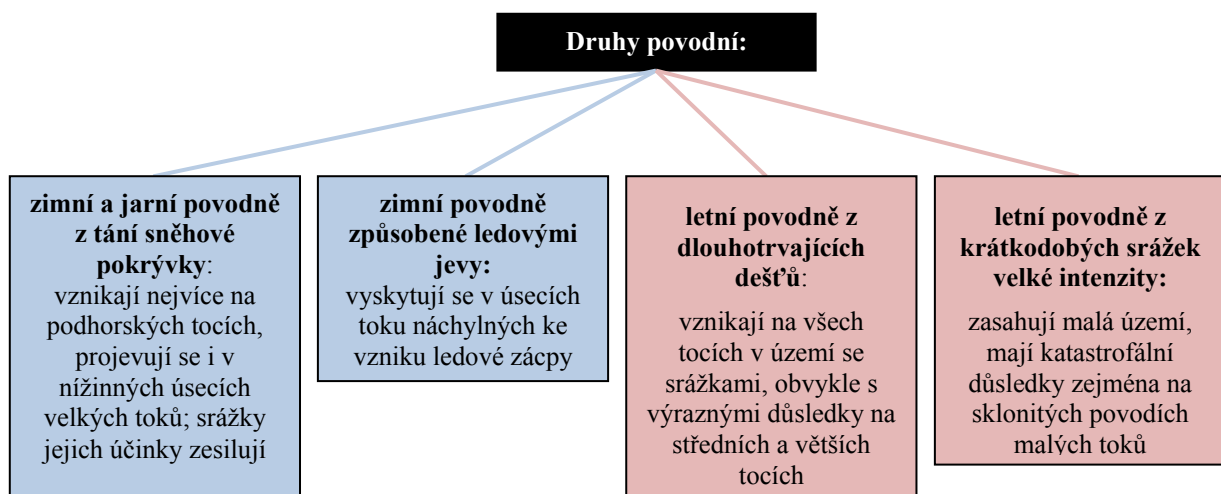 Druhy povodní:
zimní a jarní povodně
z tání sněhové
pokrývky:
vznikají nejvíce na
podhorských tocích,
projevují se i v
nížinných úsecích
velkých toků; srážky
jejich účinky zesilují
zimní povodně
způsobené ledovými
jevy:
vyskytují se v úsecích
toku náchylných ke
vzniku ledové zácpy
letní povodně z
dlouhotrvajících
dešťů:
vznikají na všech
tocích v území se
srážkami, obvykle s
výraznými důsledky na
středních a větších
tocích
letní povodně z
krátkodobých srážek
velké intenzity:
zasahují malá území,
mají katastrofální
důsledky zejména na
sklonitých povodích
malých toků